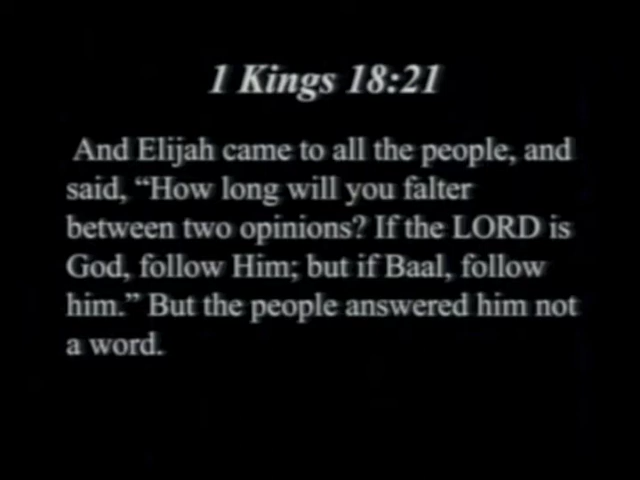 1 Kings 18:21
And Elijah came to all the people, and
said, “How long will you falter
between two opinions? If the LORD is
God, follow Him; but if Baal, follow
him.” But the people answered him not
a word.